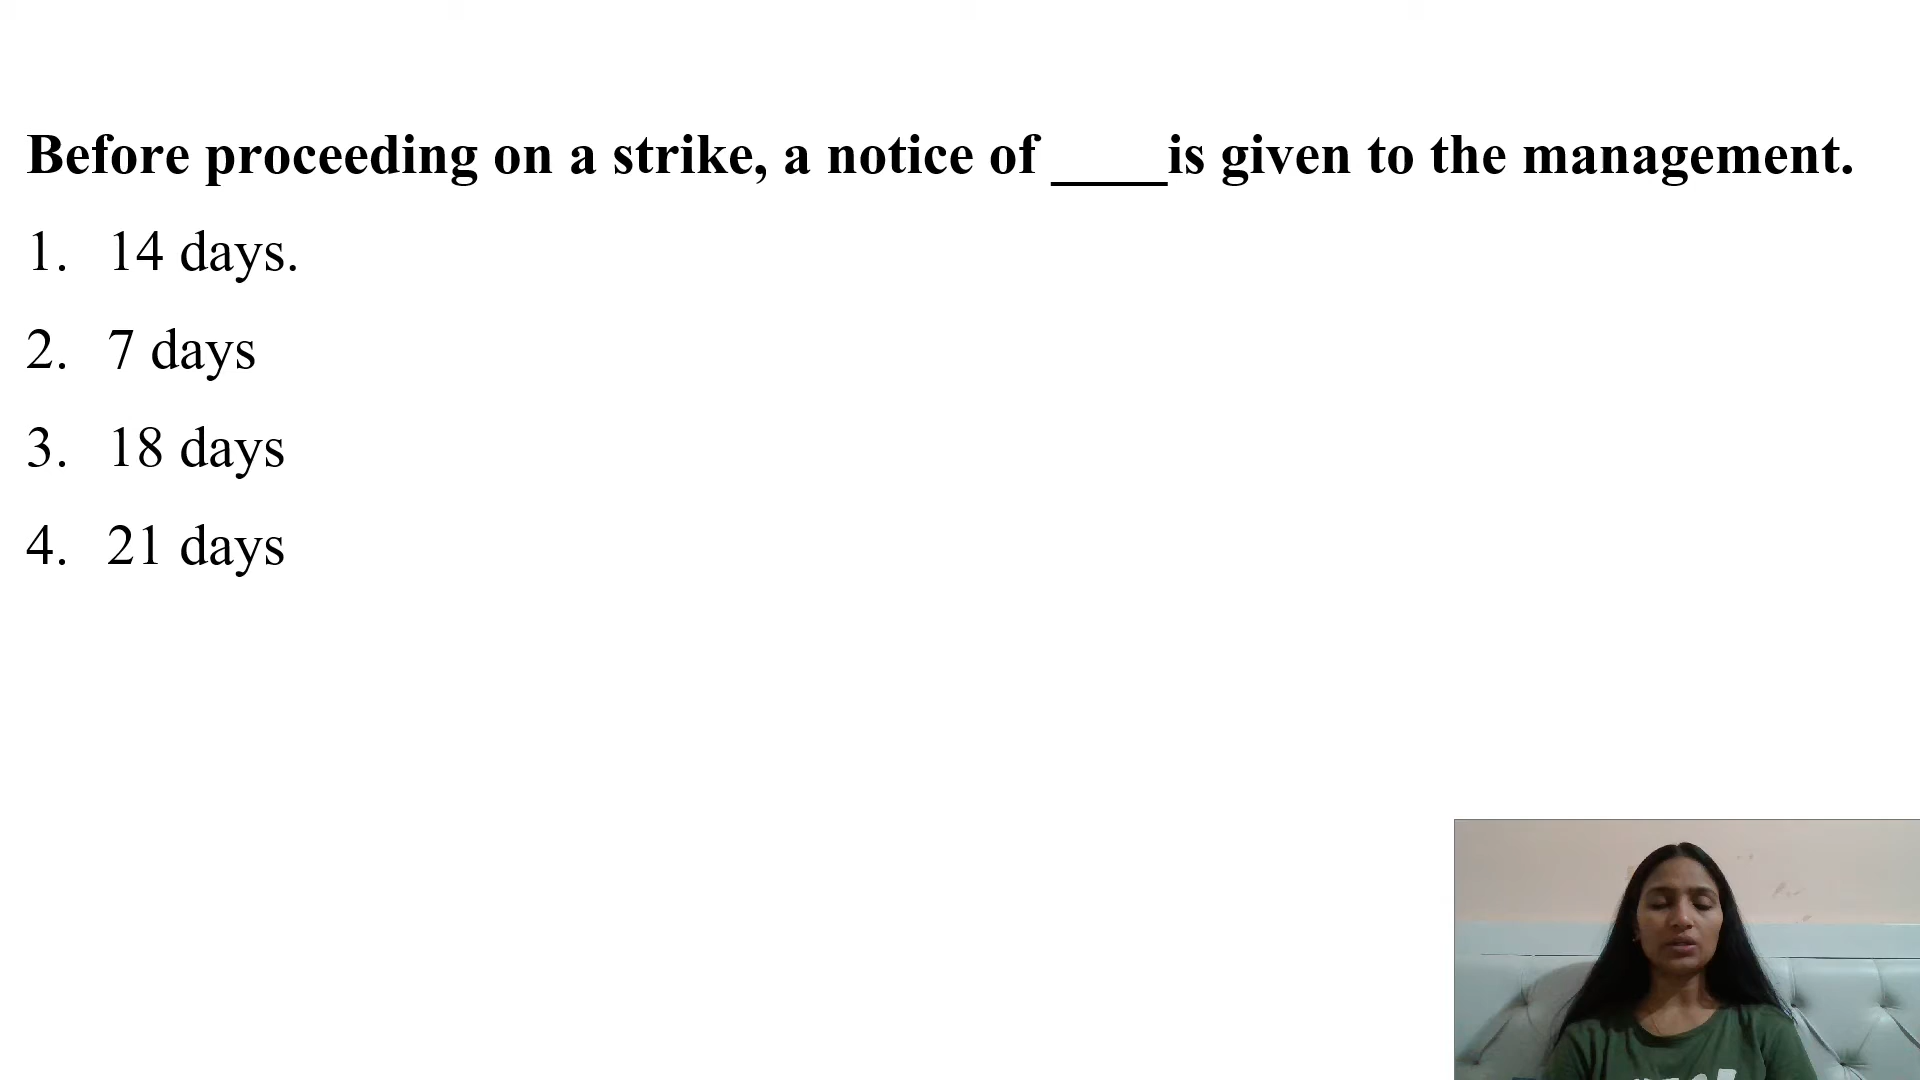 Before proceeding on a strike, a notice of ____is given to the management.
1. 14 days.
2. 7 days
3. 18 days
4. 21 days